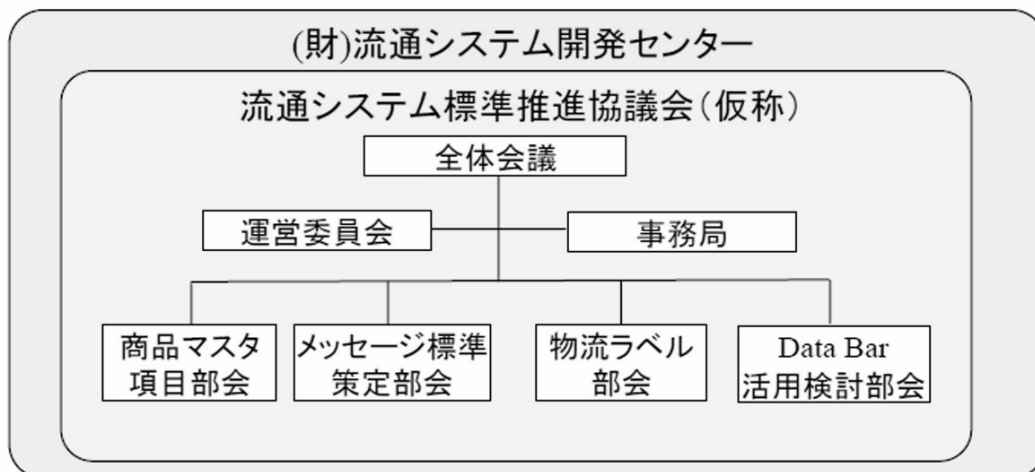 (財)流通システム開発センター
流通システム標準推進協議会(仮称)
全体会議
運営委員会
事務局
商品マスタ
項目部会
メッセージ標準
策定部会
物流ラベル
部会
Data Bar
活用検討部会